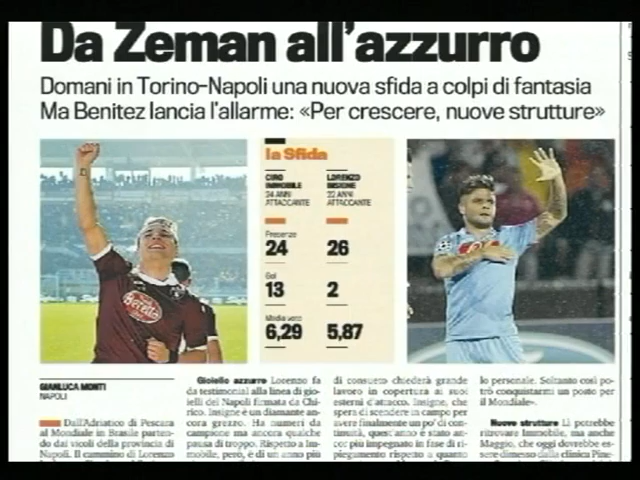 Da Zeman all'azzurro
Domani in Torino-Napoli una nuova sfida a colpi di fantasia
Ma Benitez lancia l'allarme: «Per crescere, nuove strutture»
la Sfida
CIRO
IMMOBILE
24 ANNI
ATTACCANTE
LORENZO
INSIGNE
22 ANNI
ATTACCANTE
Presenze
24 26
Gol
13 2
Media voto
6,29 5,87
Beretta
GIANLUCA MONTI
NAPOLI
Dall'Adriatico di Pescara
al Mondiale in Brasile parten-
do dai vicoli della provincia di
Napoli. Il cammino di Lorenzo
Gioiello azzurro Lorenzo fa
da testimonial alla linea di gio-
ielli del Napoli firmata da Chi-
rico. Insigne è un diamante an-
cora grezzo. Ha numeri da
campione ma ancora qualche
pausa di troppo. Rispetto a Im-
mobile, però, è di un anno più
di consueto chiederà grande
lavoro in copertura ai suoi
esterni d'attacco. Insigne, che
spera di scendere in campo per
avere finalmente un po' di con-
tinuità, quest'anno è stato an-
cor più impegnato in fase di ri-
piegamento rispetto a quanto
lo personale. Soltanto così po-
trò conquistarmi un posto per
il Mondiale».
Nuove strutture Lì potrebbe
ritrovare Immobile, ma anche
Maggio, che oggi dovrebbe es-
sere dimesso dalla clinica Pine-